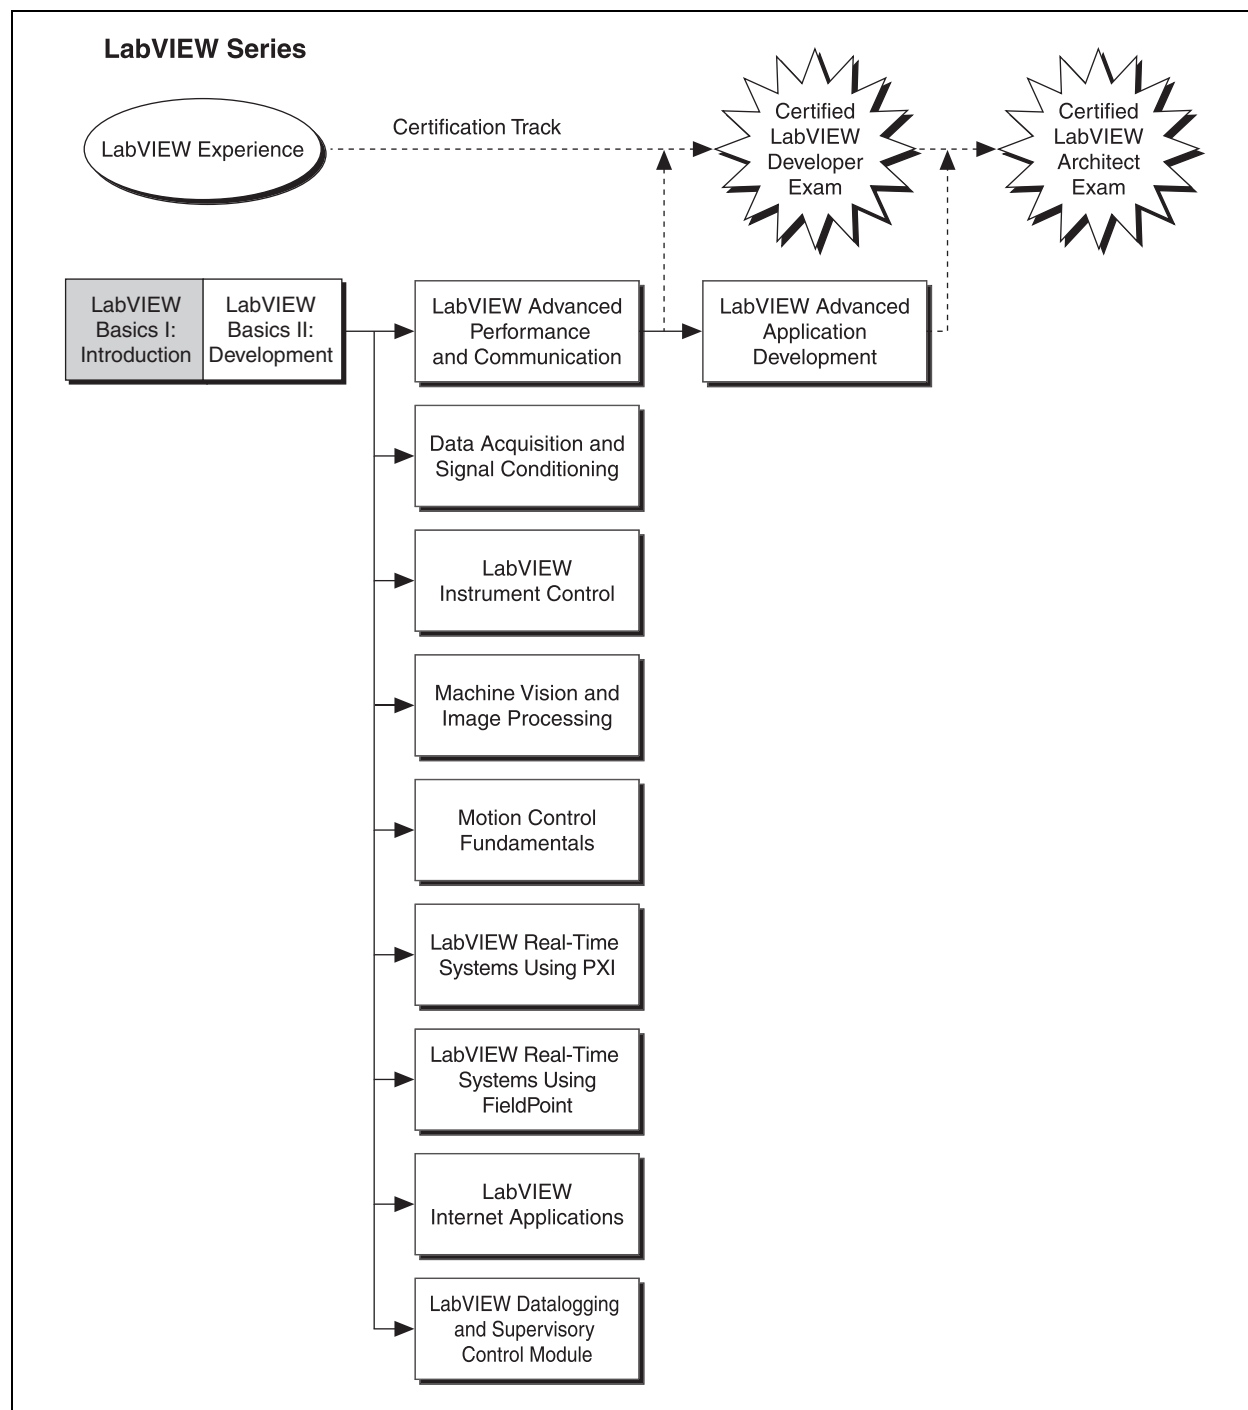 LabVIEW Series
LabVIEW Experience
Certification Track
Certified
LabVIEW
Developer
Exam
Certified
LabVIEW
Architect
Exam
LabVIEW
Basics I:
Introduction
LabVIEW
Basics II:
Development
LabVIEW Advanced
Performance
and Communication
LabVIEW Advanced
Application
Development
Data Acquisition and
Signal Conditioning
LabVIEW
Instrument Control
Machine Vision and
Image Processing
Motion Control
Fundamentals
LabVIEW Real-Time
Systems Using PXI
LabVIEW Real-Time
Systems Using
FieldPoint
LabVIEW
Internet Applications
LabVIEW Datalogging
and Supervisory
Control Module